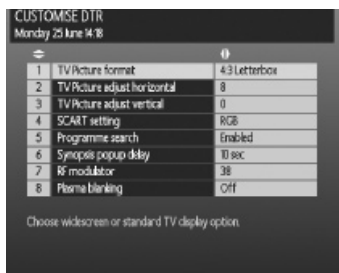 CUSTOMISE DTR
Monday 25 June 14:18
1 TV Picture format 4:3 Letterbox
2 TV Picture adjust horizontal 8
3 TV Picture adjust vertical 0
4 SCART setting RGB
5 Programme search Enabled
6 Synopsis popup delay 10 sec
7 RF modulator 38
8 Plasma blanking Off
Choose widescreen or standard TV display option.